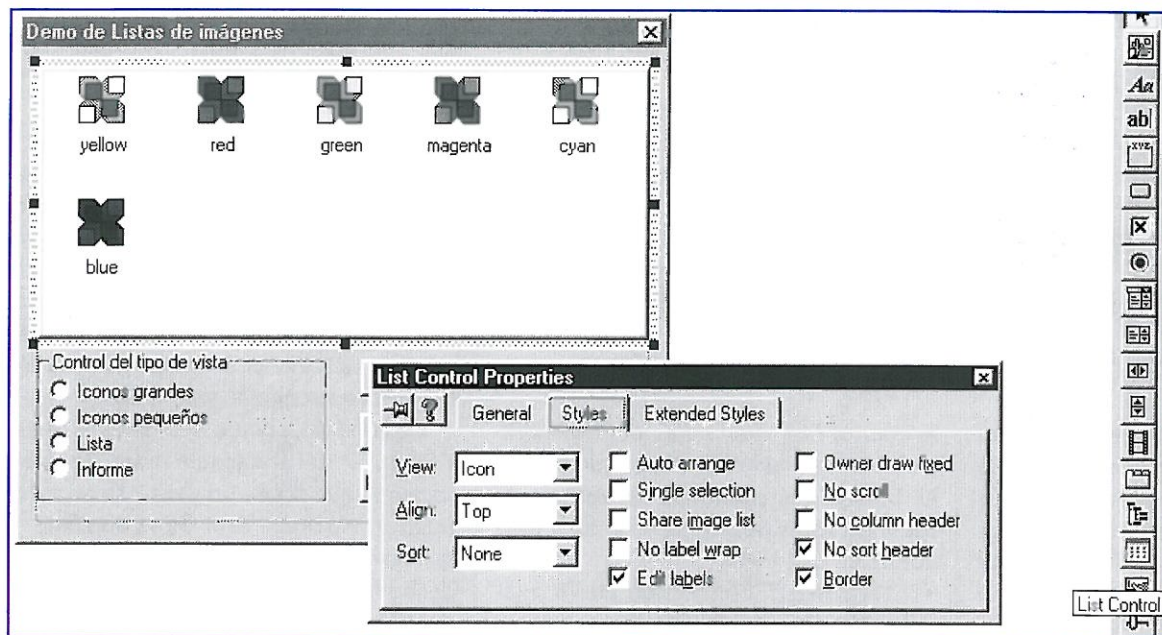 Demo de Listas de imágenes
yellow red green magenta cyan
blue
Control del tipo de vista
Iconos grandes
Iconos pequeños
Lista
Informe
List Control Properties
General Styles Extended Styles
View: Icon
Align: Top
Sort: None
Auto arrange
Single selection
Share image list
No label wrap
Edit labels
Owner draw fixed
No scroll
No column header
No sort header
Border
Aa
ab|
xyz
List Control